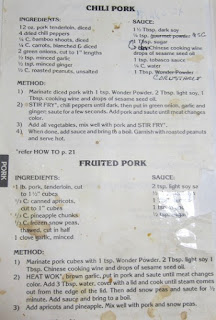 CHILI PORK
INGREDIENTS:
12 oz. pork tenderloin, diced
4 dried chili peppers
¼ C. bamboo shoots, diced
¼ C. carrots, blanched & diced
2 green onions, cut to 1" lengths
½ tsp. minced garlic
½ tsp. minced ginger
¼ C. roasted peanuts, unsalted
SAUCE:
1½ Tbsp. dark soy
1 Tbsp. sugar
Chinese cooking wine
drops of sesame seed oil
1 tsp. tobasco sauce
½ C. water
1 Tbsp. Wonder Powder
METHOD:
1) Marinate diced pork with 1 tsp. Wonder Powder, 2 Tbsp. light soy, 1
Tbsp. cooking wine and drops of sesame seed oil.
2) "STIR FRY", chili peppers until dark, then put in green onion, garlic and
ginger; sauté for a few seconds. Add pork and sauté until meat changes
color.
3) Add all vegetables, mix well with pork and STIR FRY*.
4) When done, add sauce and bring to a boil. Garnish with roasted peanuts
and serve hot.
*refer HOW TO p. 21
PORK
FRUITED PORK
INGREDIENTS:
1 lb. pork, tenderloin, cut
to 1½" cubes
½ C. canned apricots,
cut to 1" cubes
½ C. pineapple chunks
C. frozen snow peas,
thawed, cut in half
1 clove garlic, minced
SAUCE:
2 tsp. light soy
METHOD:
1) Marinate pork cubes with 1 tsp. Wonder Powder, 2 Tbsp. light soy 1
Tbsp. Chinese cooking wine and drops of sesame seed oil.
2) HEAT WOK*, brown garlic, put in pork and sauté until meat changes
color. Add 3 Tbsp. water, cover with a lid and cook until steam comes
out from the edge of the lid. Then add snow peas and sauté for ½
minute. Add sauce and bring to a boil.
3) Add apricots and pineapple. Mix well with pork and snow peas.